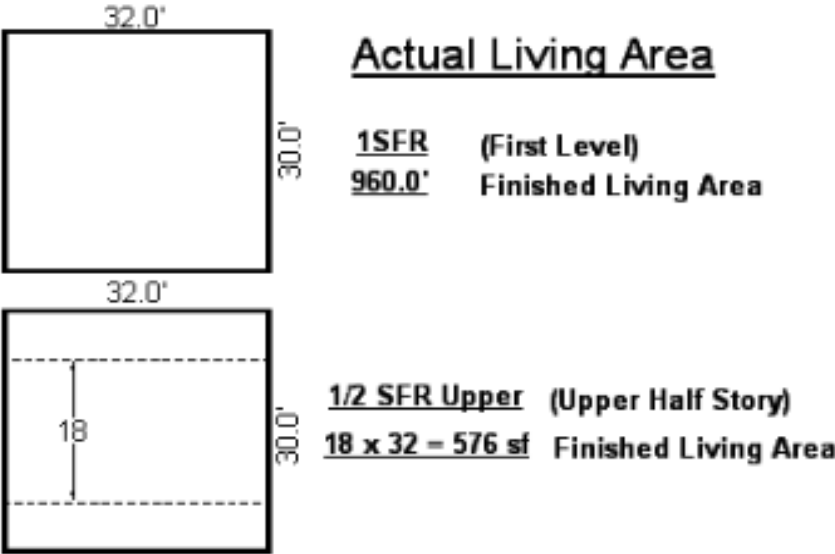 32.0'
Actual Living Area
30.0'
1SFR (First Level)
960.0' Finished Living Area
32.0'
18
30.0'
1/2 SFR Upper (Upper Half Story)
18 x 32 = 576 sf Finished Living Area